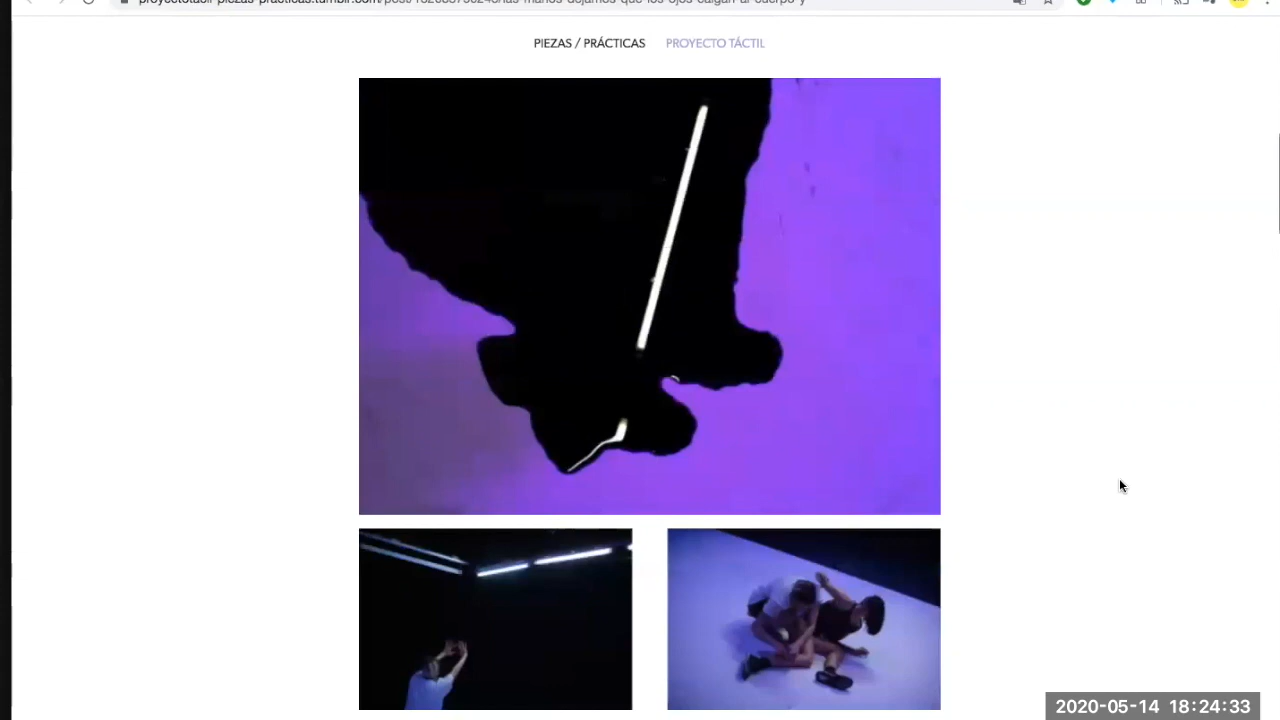 PIEZAS / PRÁCTICAS PROYECTO TÁCTIL
2020-05-14 18:24:33